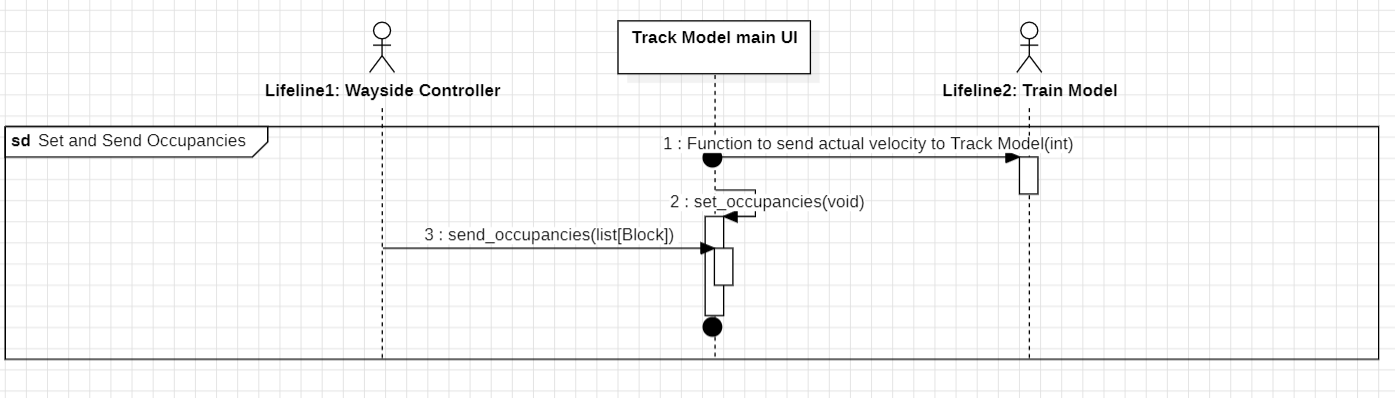 Track Model main UI
Lifeline1: Wayside Controller
Lifeline2: Train Model
sd Set and Send Occupancies
1 : Function to send actual velocity to Track Model(int)
2 : set_occupancies(void)
3 : send_occupancies(list[Block])